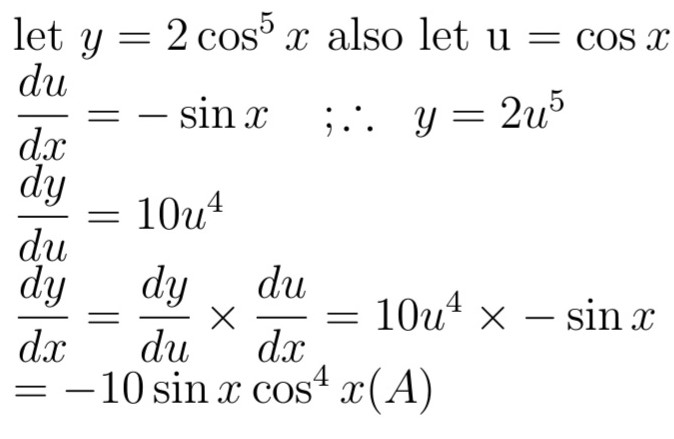 let y = 2 cos⁵ x also let u = cos x
du/dx = − sin x ;∴ y = 2u⁵
dy/du = 10u⁴
dy/dx = dy/du × du/dx = 10u⁴ × − sin x
= −10 sin x cos⁴ x(A)